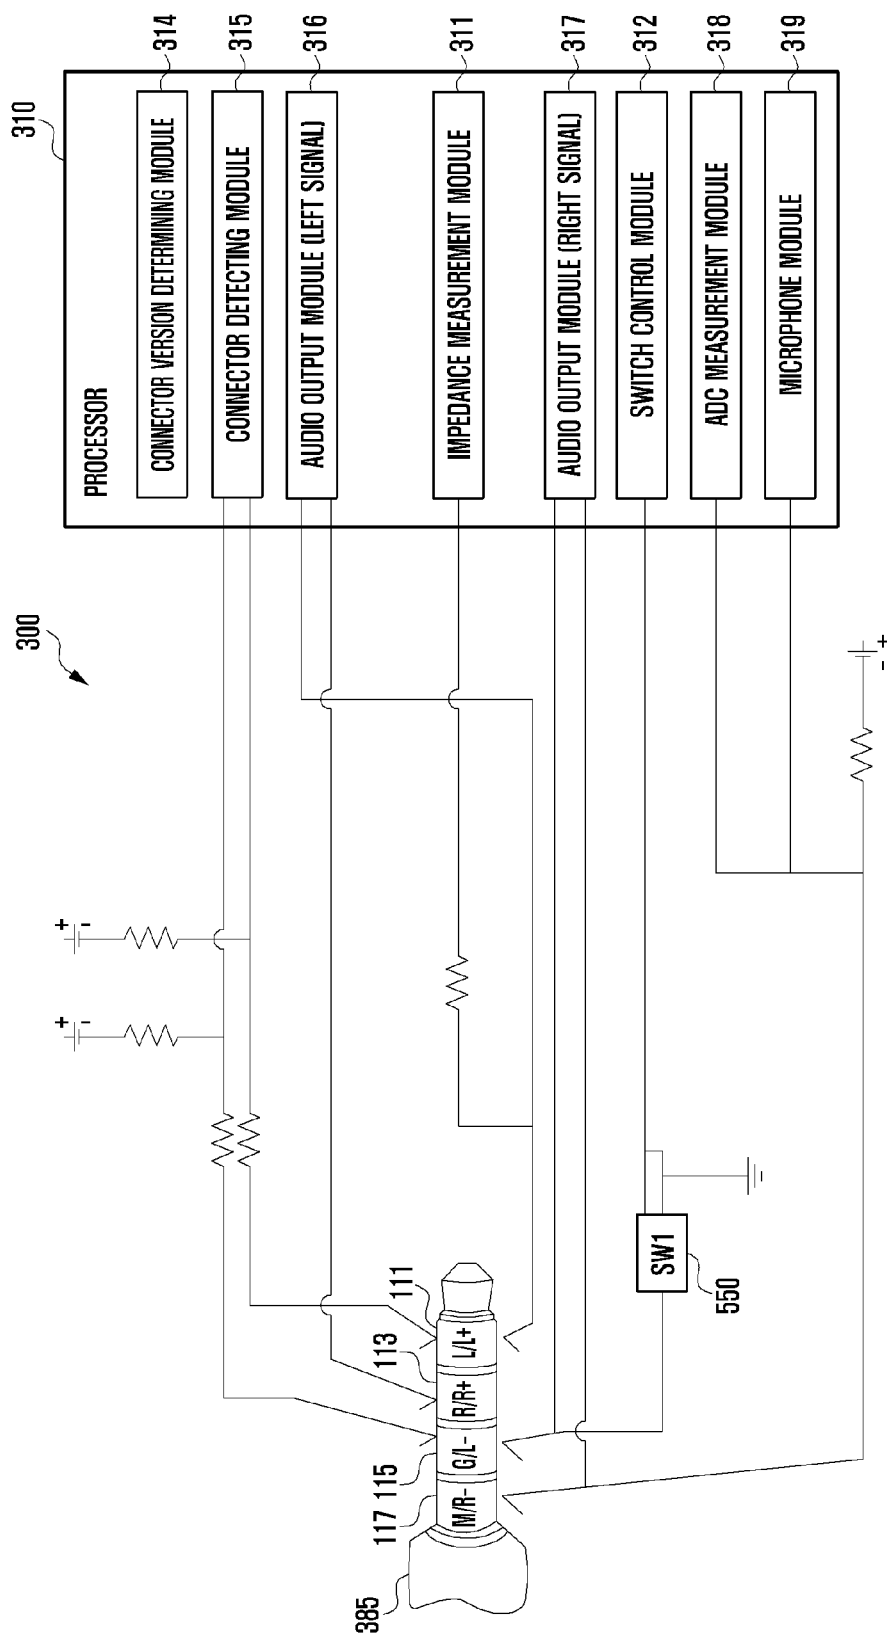 310
PROCESSOR
CONNECTOR VERSION DETERMINING MODULE
314
CONNECTOR DETECTING MODULE
315
AUDIO OUTPUT MODULE (LEFT SIGNAL)
316
IMPEDANCE MEASUREMENT MODULE
311
AUDIO OUTPUT MODULE (RIGHT SIGNAL)
317
SWITCH CONTROL MODULE
312
ADC MEASUREMENT MODULE
318
MICROPHONE MODULE
319
300
+ -
+ -
- +
385
117
115
113
111
M/R-
G/L-
R/R+
L/L+
SW1
550